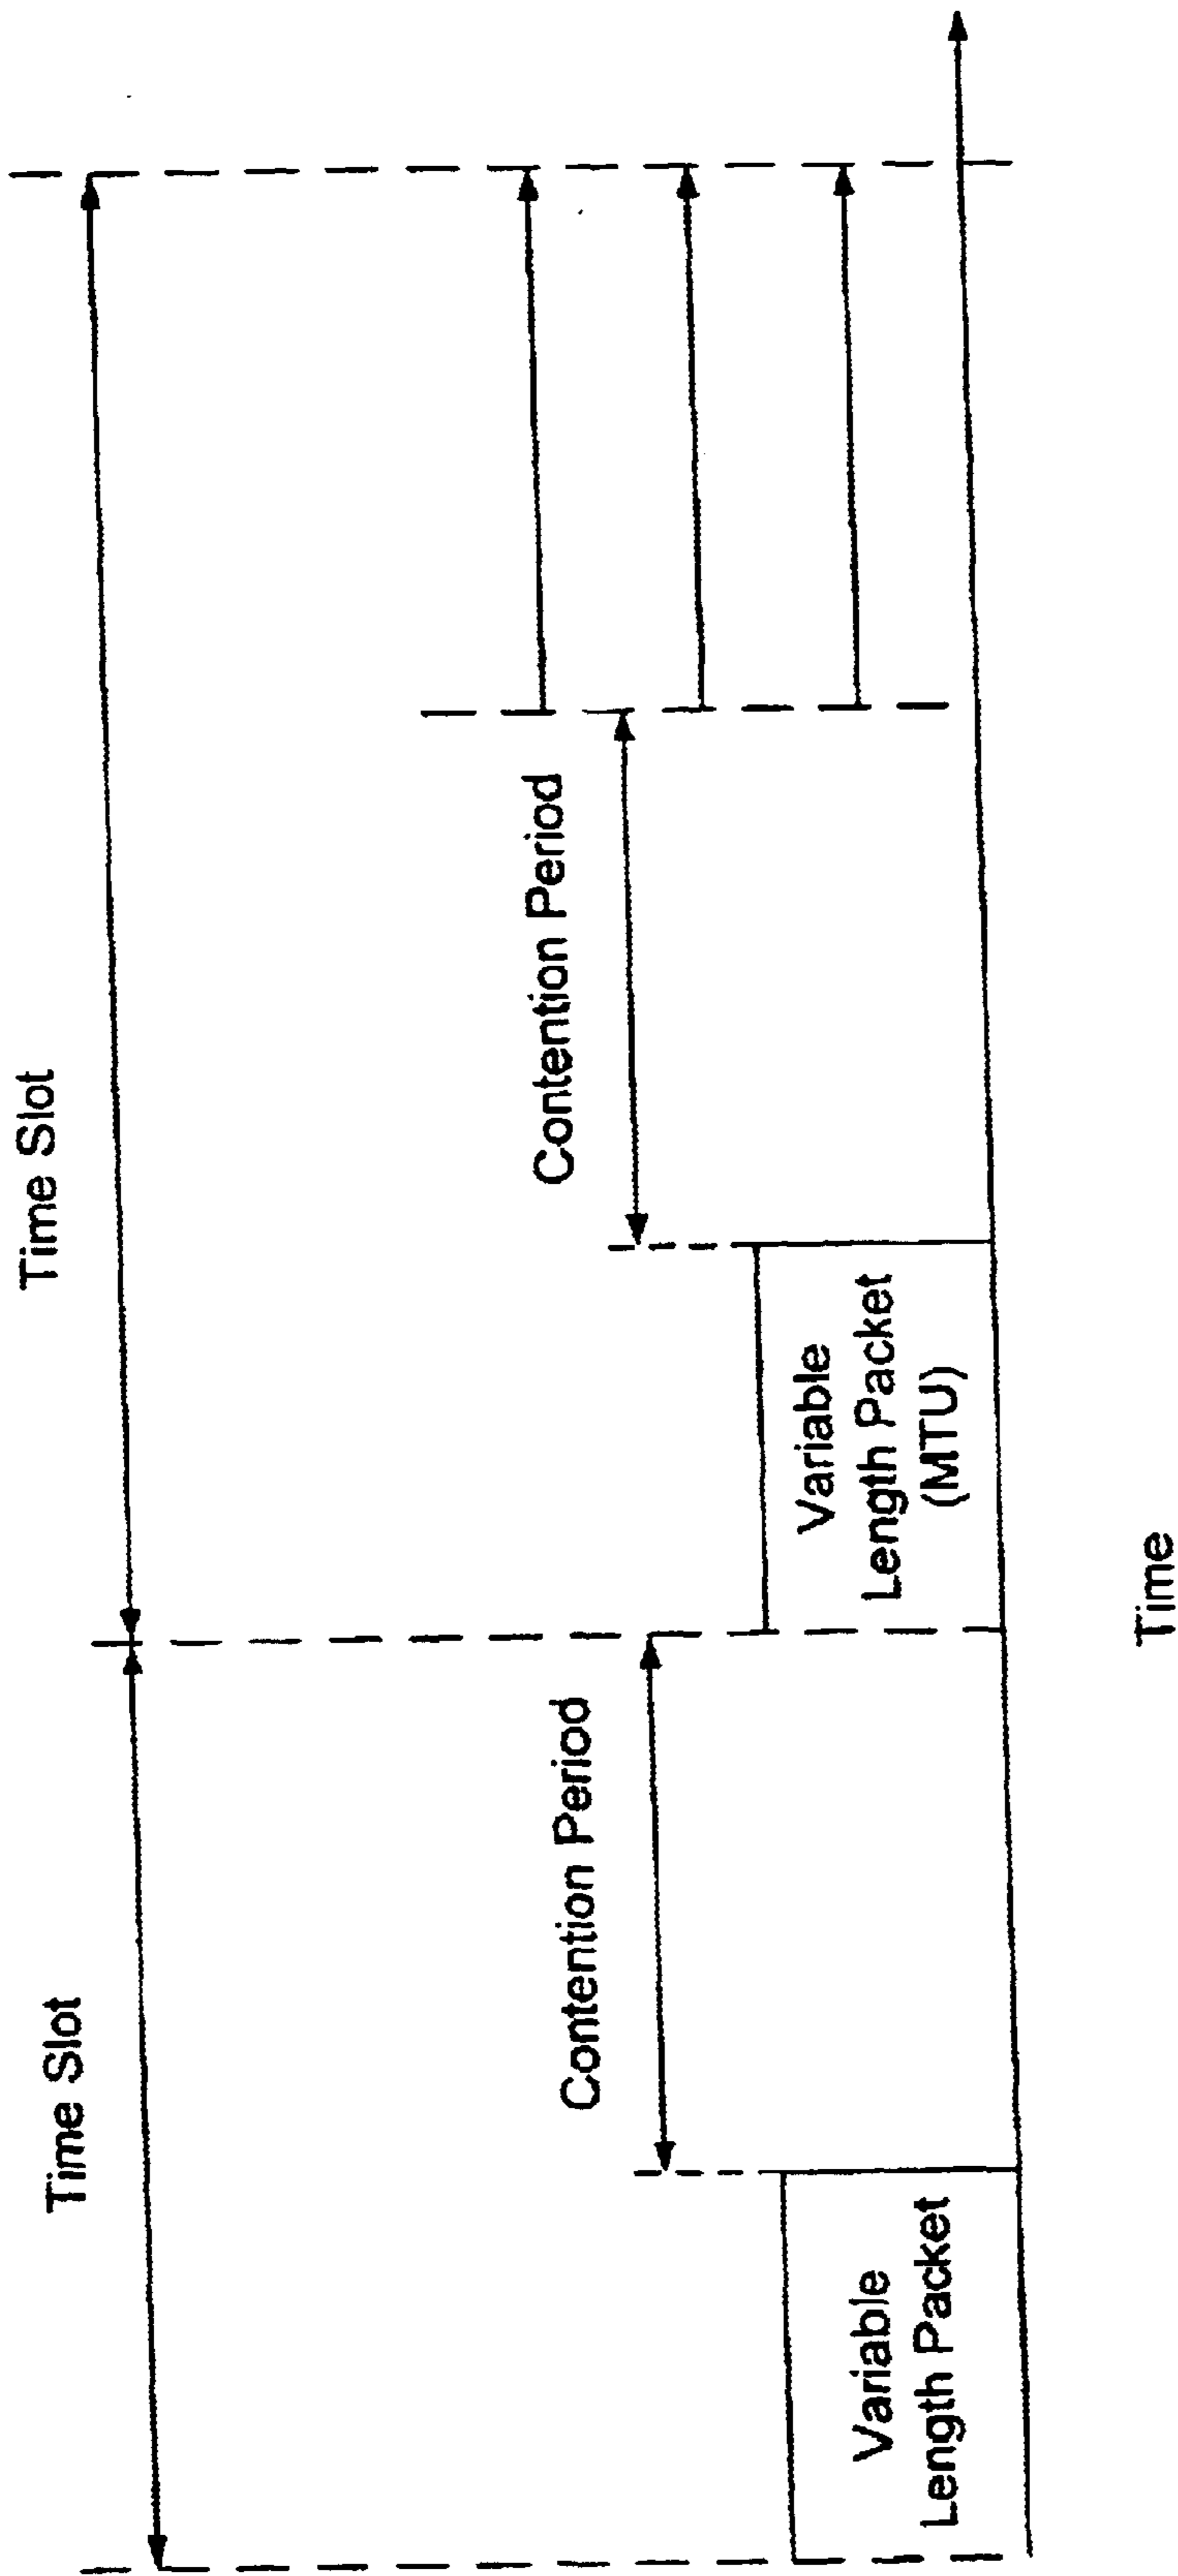 Time Slot
Time Slot
Contention Period
Contention Period
Variable
Length Packet
Variable
Length Packet
(MTU)
Time